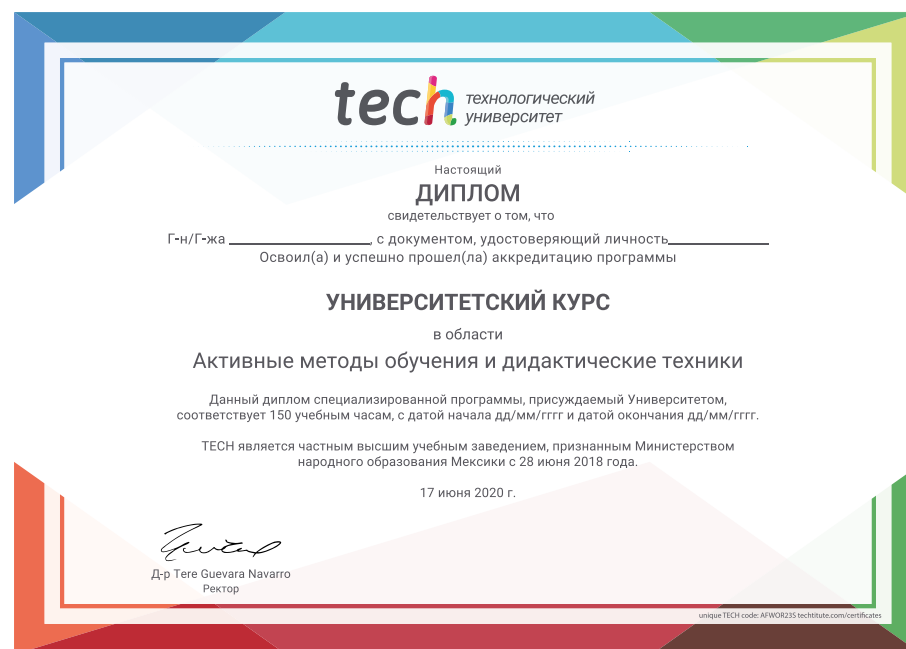 tech технологический
университет
Настоящий
ДИПЛОМ
свидетельствует о том, что
Г-н/Г-жа ____________________, с документом, удостоверяющий личность______________
Освоил(а) и успешно прошел(ла) аккредитацию программы
УНИВЕРСИТЕТСКИЙ КУРС
в области
Активные методы обучения и дидактические техники
Данный диплом специализированной программы, присуждаемый Университетом,
соответствует 150 учебным часам, с датой начала дд/мм/гггг и датой окончания дд/мм/гггг.
TECH является частным высшим учебным заведением, признанным Министерством
народного образования Мексики с 28 июня 2018 года.
17 июня 2020 г.
Д-р Tere Guevara Navarro
Ректор
unique TECH code: AFWOR23S techtitute.com/certificates